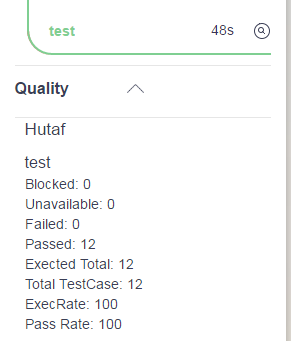 test 48s
Quality
Hutaf
test
Blocked: 0
Unavailable: 0
Failed: 0
Passed: 12
Exected Total: 12
Total TestCase: 12
ExecRate: 100
Pass Rate: 100